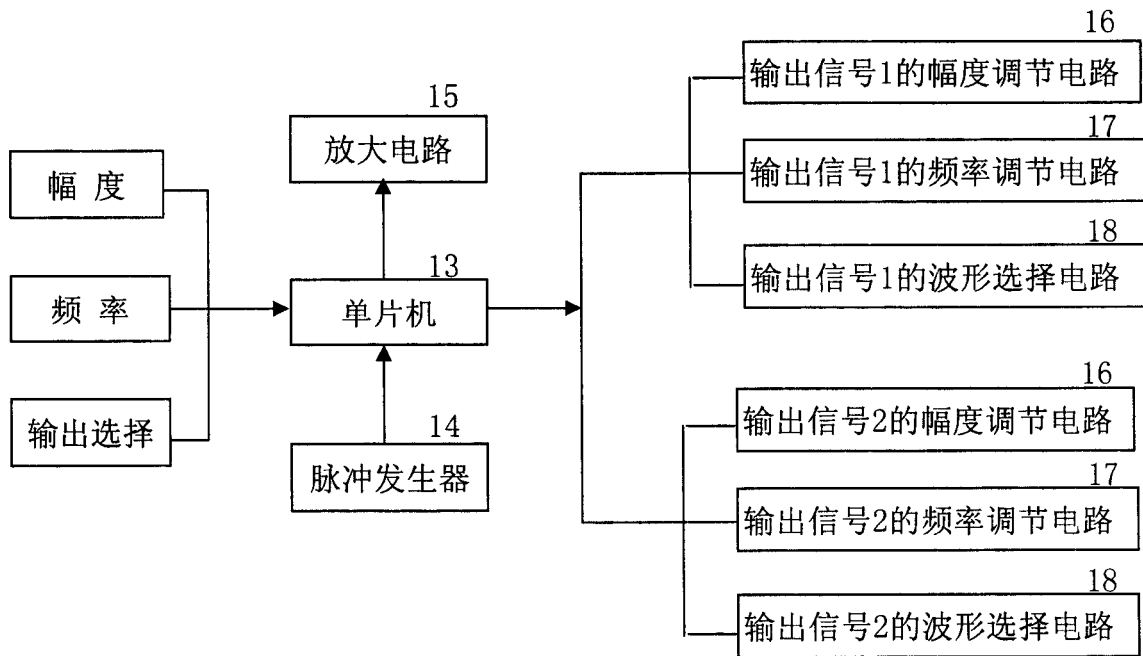 16
输出信号1的幅度调节电路
15
放大电路
17
输出信号1的频率调节电路
幅 度
18
输出信号1的波形选择电路
13
频 率
单片机
16
输出信号2的幅度调节电路
输出选择
14
脉冲发生器
17
输出信号2的频率调节电路
18
输出信号2的波形选择电路